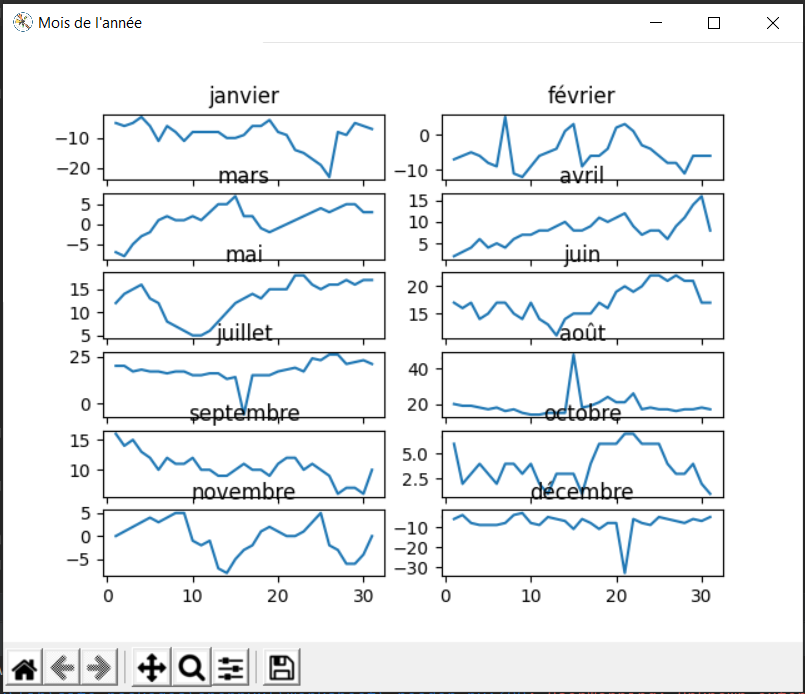 Mois de l'année
janvier
février
−10
−20
0
−10
mars
avril
5
0
−5
15
10
5
mai
juin
15
10
5
20
15
juillet
août
25
0
40
20
septembre
octobre
15
10
5.0
2.5
novembre
décembre
5
0
−5
−10
−20
−30
0
10
20
30
0
10
20
30